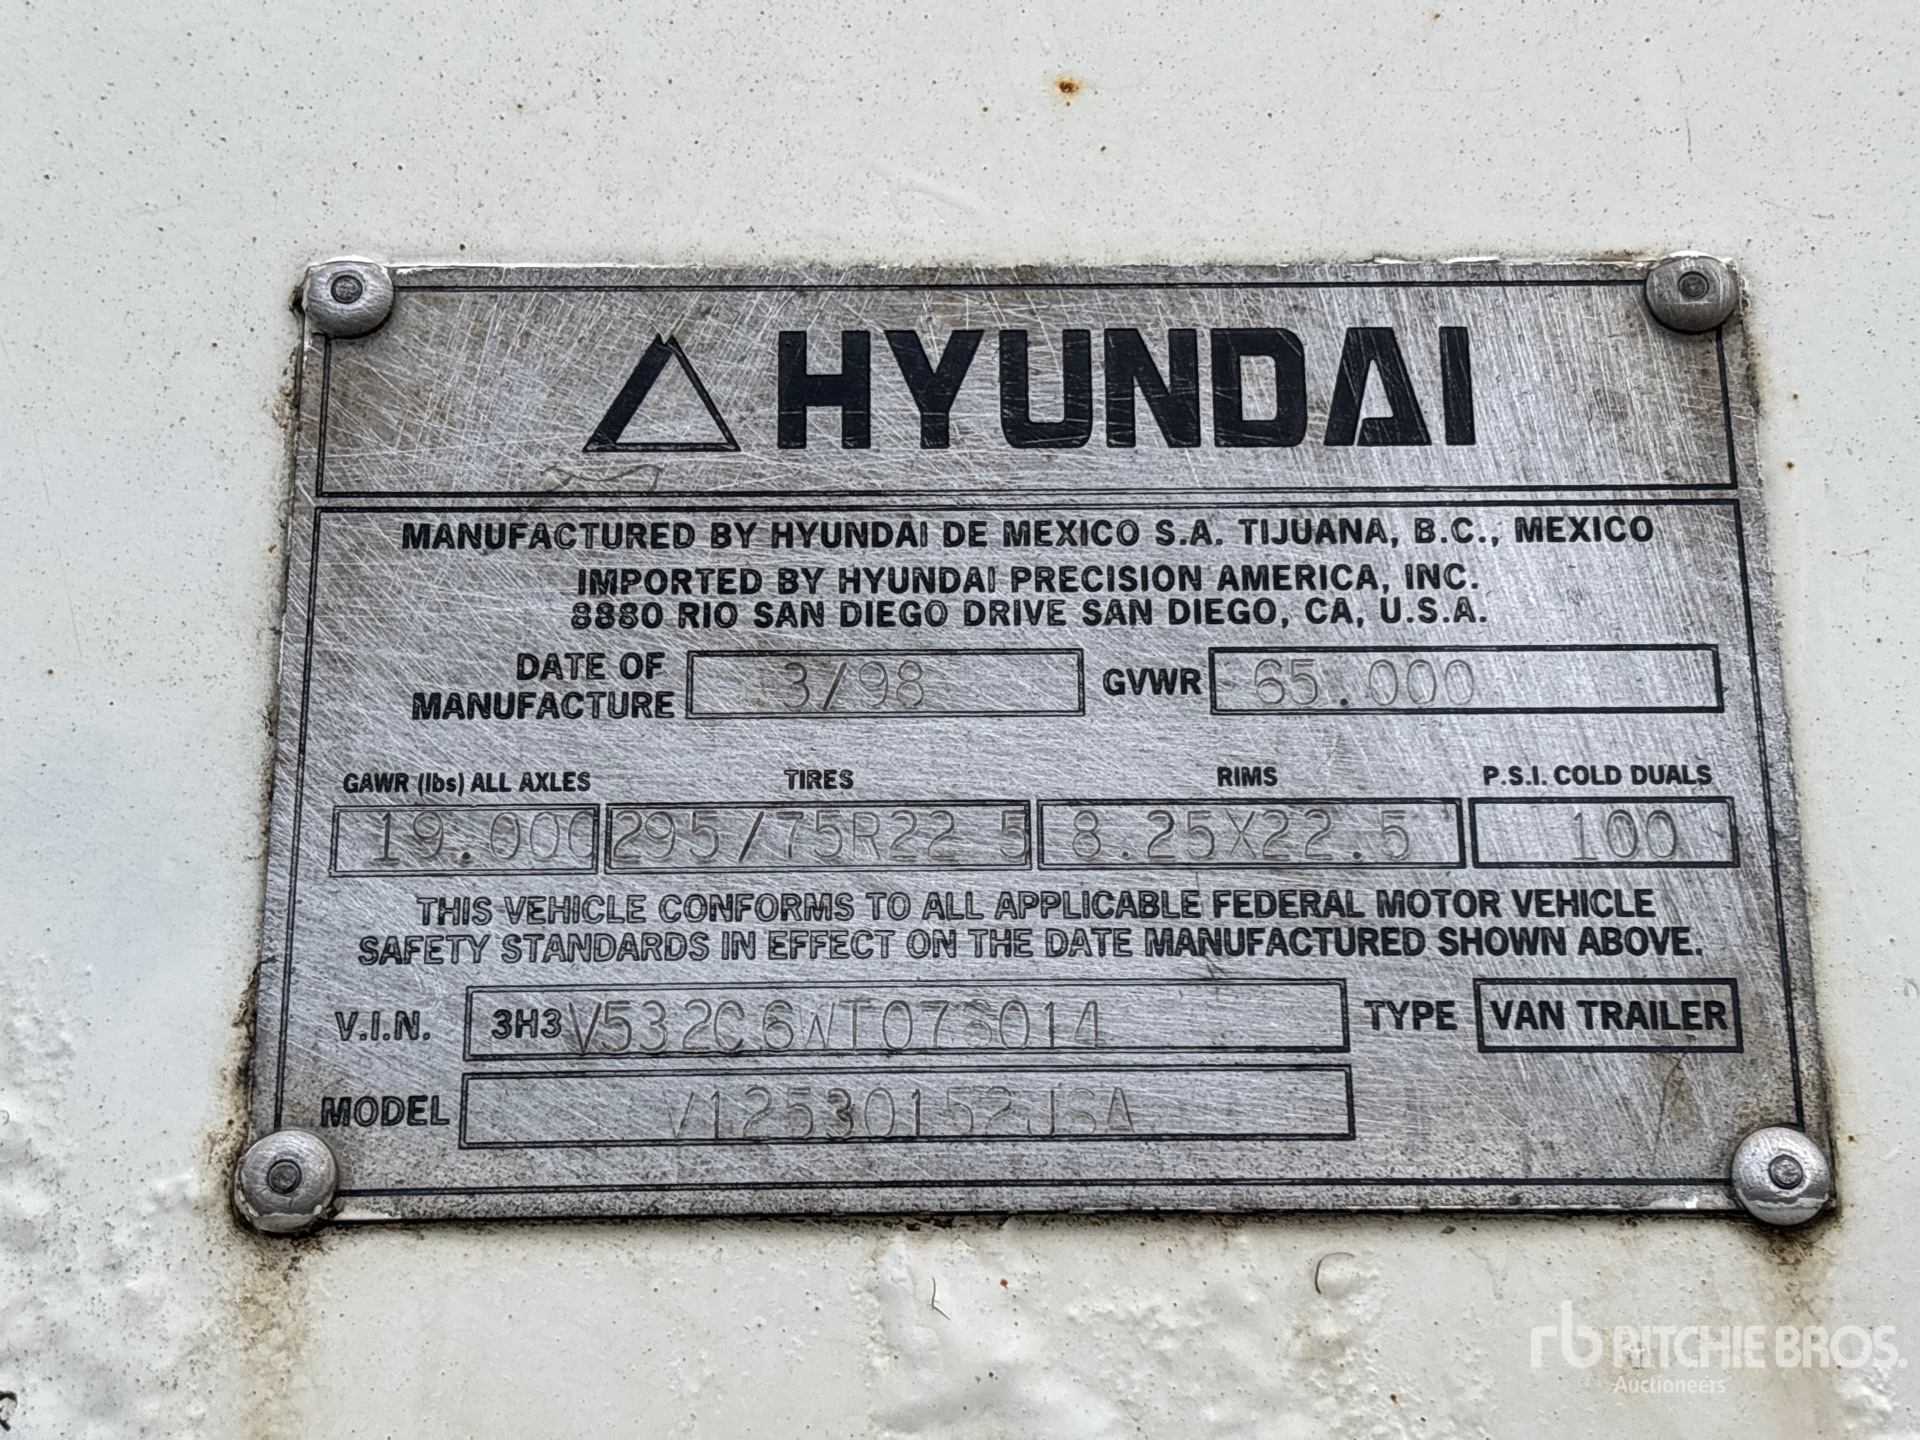 HYUNDAI
MANUFACTURED BY HYUNDAI DE MEXICO S.A. TIJUANA, B.C., MEXICO
IMPORTED BY HYUNDAI PRECISION AMERICA, INC.
8880 RIO SAN DIEGO DRIVE SAN DIEGO, CA, U.S.A.
DATE OF MANUFACTURE 3/98 GVWR 65.000
GAWR (lbs) ALL AXLES TIRES RIMS P.S.I. COLD DUALS
19.000 295/75R22 5 8.25X22.5 100
THIS VEHICLE CONFORMS TO ALL APPLICABLE FEDERAL MOTOR VEHICLE
SAFETY STANDARDS IN EFFECT ON THE DATE MANUFACTURED SHOWN ABOVE.
V.I.N. 3H3 TYPE VAN TRAILER
MODEL
rb RITCHIE BROS.
Auctioneers